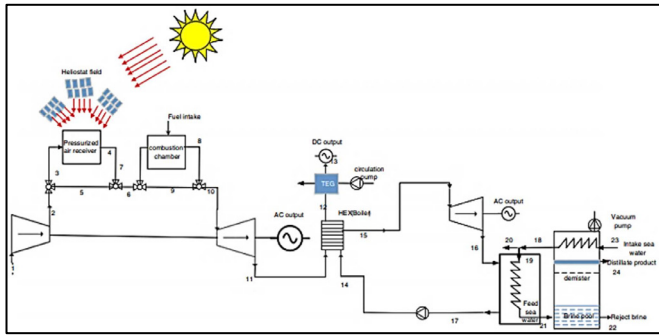 Heliostat field
Fuel intake
Pressurized
air receiver
combustion
chamber
3
4
7
8
5
6
9
10
2
1
DC output
13
TEG
circulation
pump
12
HEX(Boiler)
15
AC output
11
14
AC output
16
17
Vacuum
pump
20
18
23
Intake sea
water
19
Distillate product
24
demister
Feed sea
water
Brine pool
21
Reject brine
22